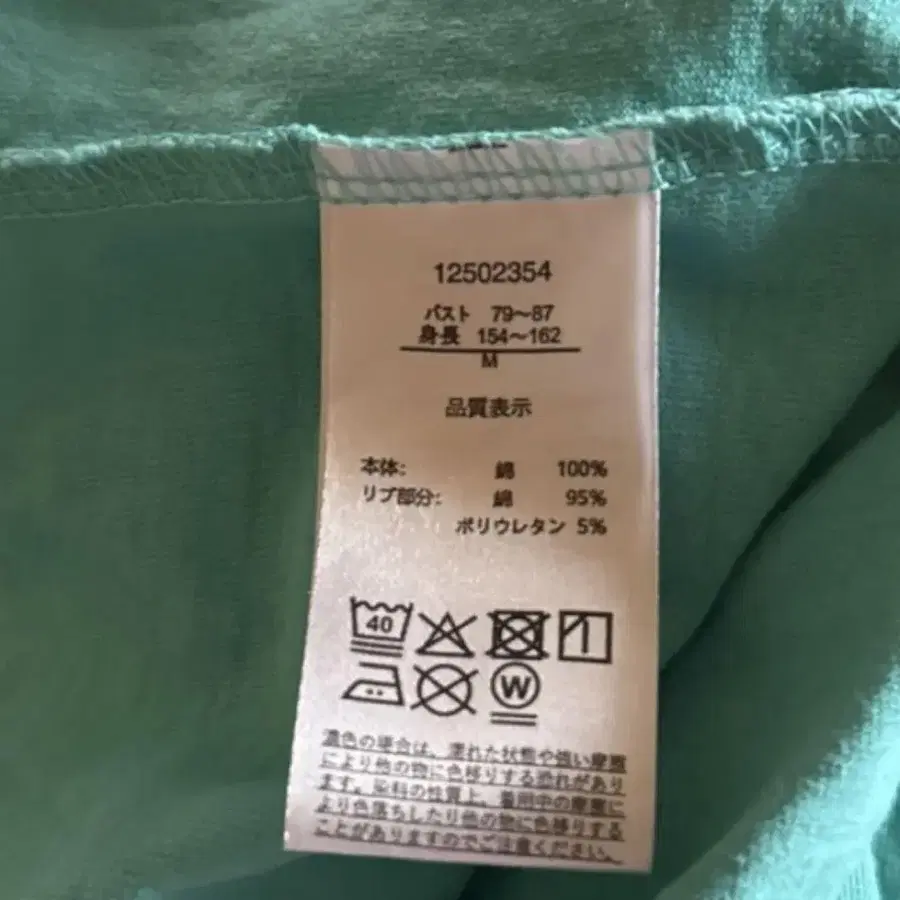 12502354
バスト 79〜87
身長 154〜162
M
品質表示
本体: 綿 100%
リブ部分: 綿 95%
ポリウレタン 5%
40
W
濃色の場合は、濡れた状態や強い摩擦
により他の物に色移りする恐れがあり
ます。染料の性質上、着用中の摩擦に
より色落ちしたり他の物に色移りする
ことがありますのでご注意ください。